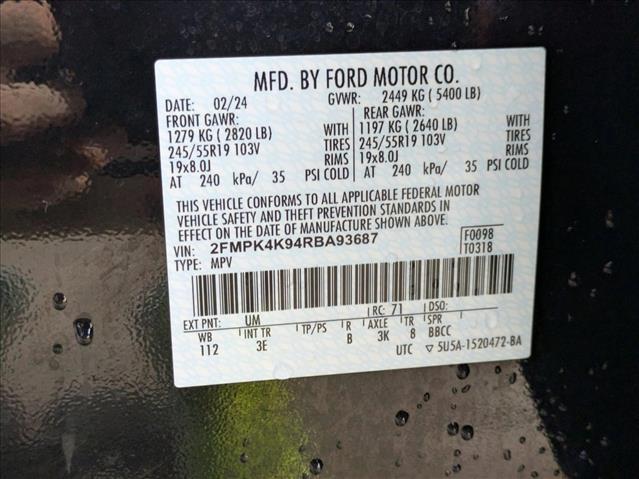 MFD. BY FORD MOTOR CO.
DATE: 02/24 GVWR: 2449 KG ( 5400 LB)
FRONT GAWR: REAR GAWR:
1279 KG ( 2820 LB) 1197 KG ( 2640 LB)
245/55R19 103V TIRES 245/55R19 103V TIRES
19x8.0J RIMS 19x8.0J RIMS
AT 240 kPa/ 35 PSI COLD AT 240 kPa/ 35 PSI COLD
THIS VEHICLE CONFORMS TO ALL APPLICABLE FEDERAL MOTOR
VEHICLE SAFETY AND THEFT PREVENTION STANDARDS IN
EFFECT ON THE DATE OF MANUFACTURE SHOWN ABOVE.
VIN: 2FMPK4K94RBA93687 F0098
TYPE: MPV T0318
EXT PNT: UM RC: 71 DSO:
WB INT TR TP/PS R AXLE TR SPR
112 3E B 3K 8 BBCC
UTC ▽ 5U5A-1520472-BA